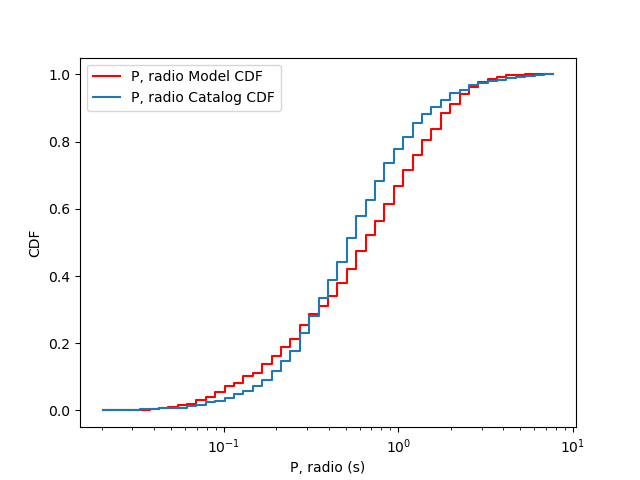 P, radio Model CDF
P, radio Catalog CDF
1.0
0.8
0.6
0.4
0.2
0.0
CDF
10⁻¹ 10⁰ 10¹
P, radio (s)